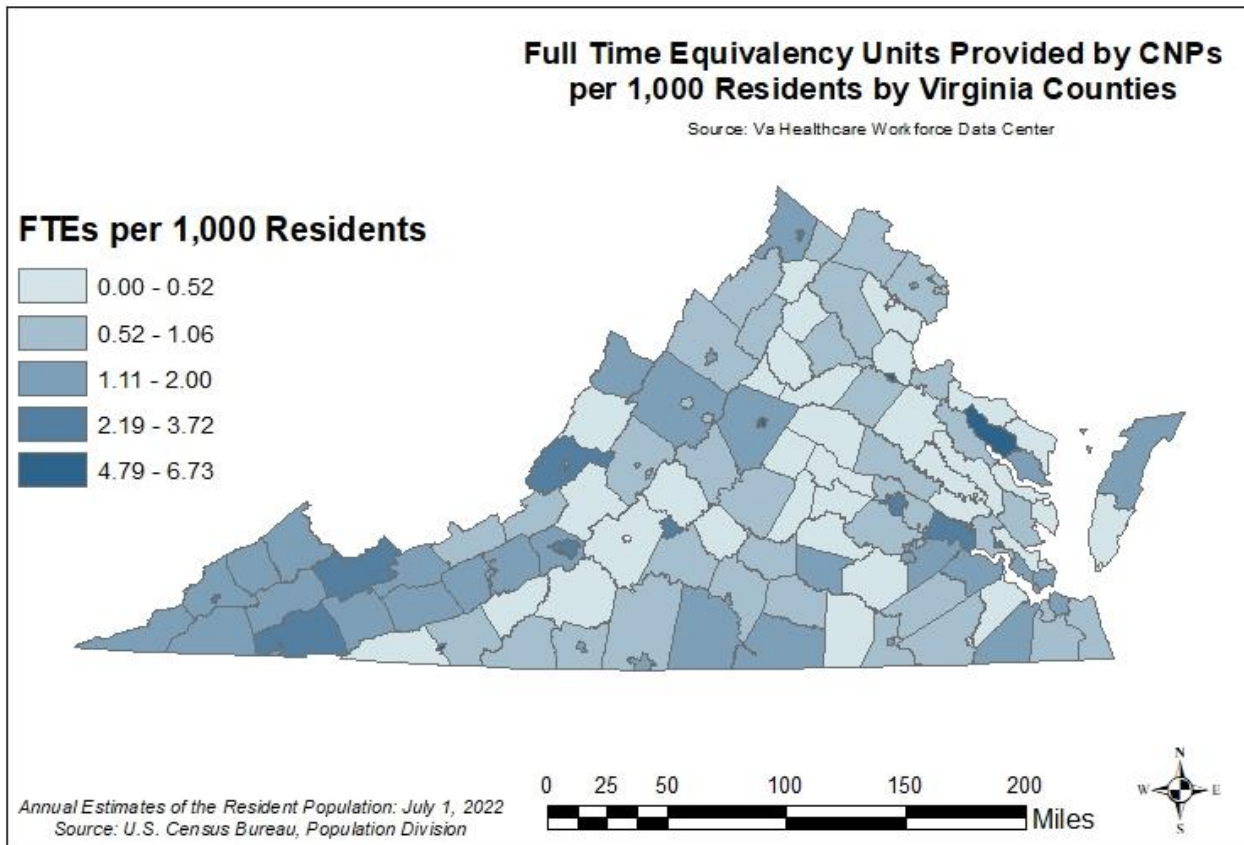 Full Time Equivalency Units Provided by CNPs
per 1,000 Residents by Virginia Counties
Source: Va Healthcare Workforce Data Center
FTEs per 1,000 Residents
0.00 - 0.52
0.52 - 1.06
1.11 - 2.00
2.19 - 3.72
4.79 - 6.73
Annual Estimates of the Resident Population: July 1, 2022
Source: U.S. Census Bureau, Population Division
0 25 50 100 150 200
Miles
N
W E
S